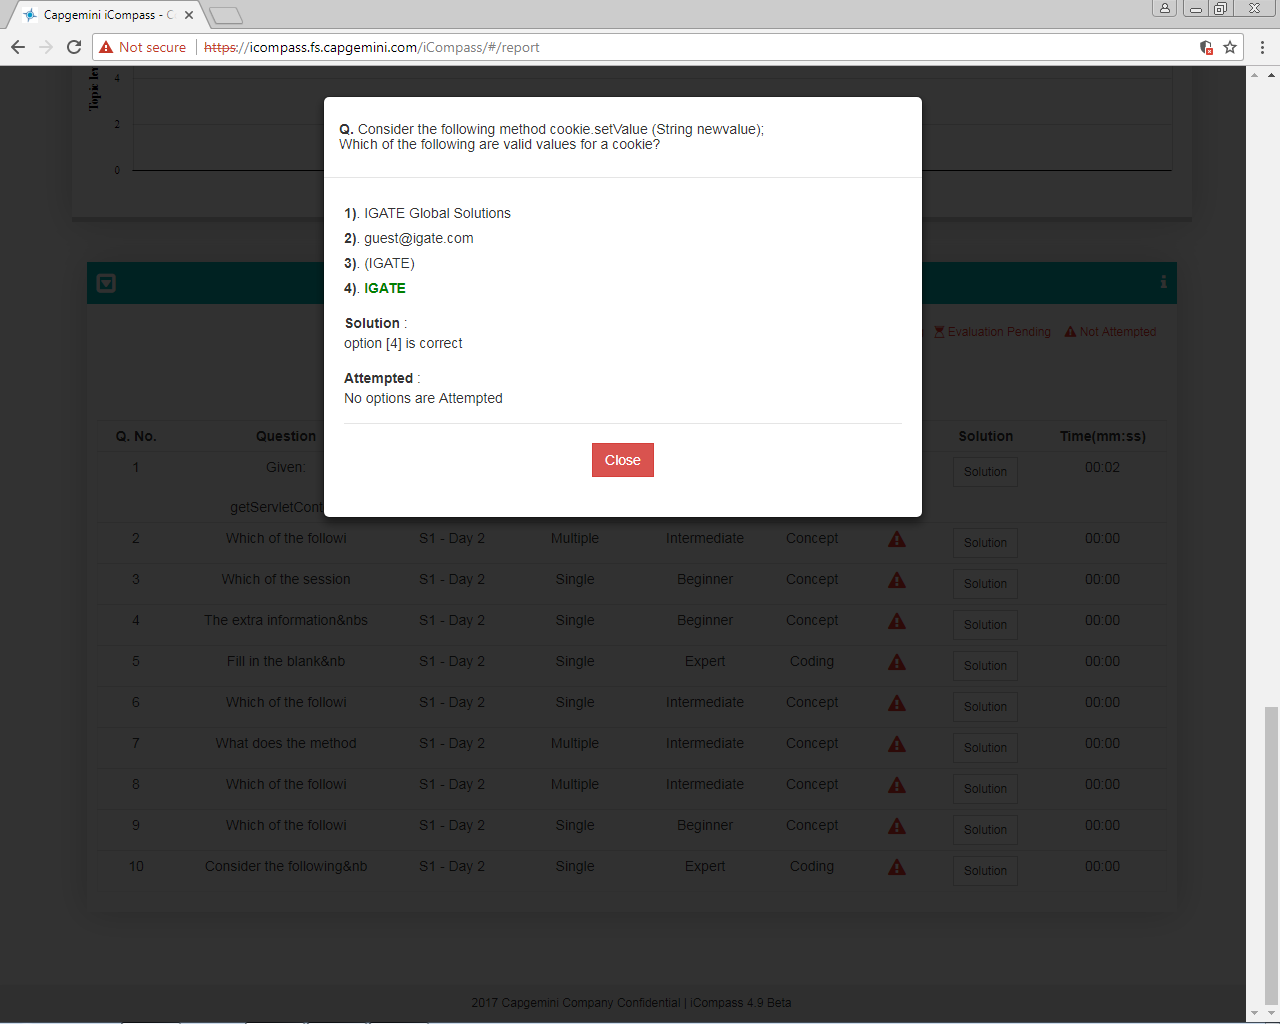 Capgemini iCompass - C
Not secure
https://icompass.fs.capgemini.com/iCompass/#/report
Topic lev
4
2
0
Q. Consider the following method cookie.setValue (String newvalue);
Which of the following are valid values for a cookie?
1). IGATE Global Solutions
2). guest@igate.com
3). (IGATE)
4). IGATE
Solution :
option [4] is correct
Attempted :
No options are Attempted
Close
Evaluation Pending Not Attempted
Q. No. Question Solution Time(mm:ss)
1 Given: Solution 00:02
getServletCont
2 Which of the followi S1 - Day 2 Multiple Intermediate Concept Solution 00:00
3 Which of the session S1 - Day 2 Single Beginner Concept Solution 00:00
4 The extra information&nbs S1 - Day 2 Single Beginner Concept Solution 00:00
5 Fill in the blank&nb S1 - Day 2 Single Expert Coding Solution 00:00
6 Which of the followi S1 - Day 2 Single Intermediate Concept Solution 00:00
7 What does the method S1 - Day 2 Multiple Intermediate Concept Solution 00:00
8 Which of the followi S1 - Day 2 Multiple Intermediate Concept Solution 00:00
9 Which of the followi S1 - Day 2 Single Beginner Concept Solution 00:00
10 Consider the following&nb S1 - Day 2 Single Expert Coding Solution 00:00
2017 Capgemini Company Confidential | iCompass 4.9 Beta